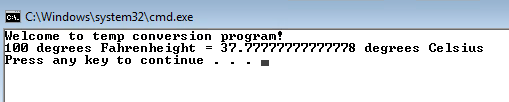 C:\Windows\system32\cmd.exe
Welcome to temp conversion program!
100 degrees Fahrenheight = 37.7777777777778 degrees Celsius
Press any key to continue . . .